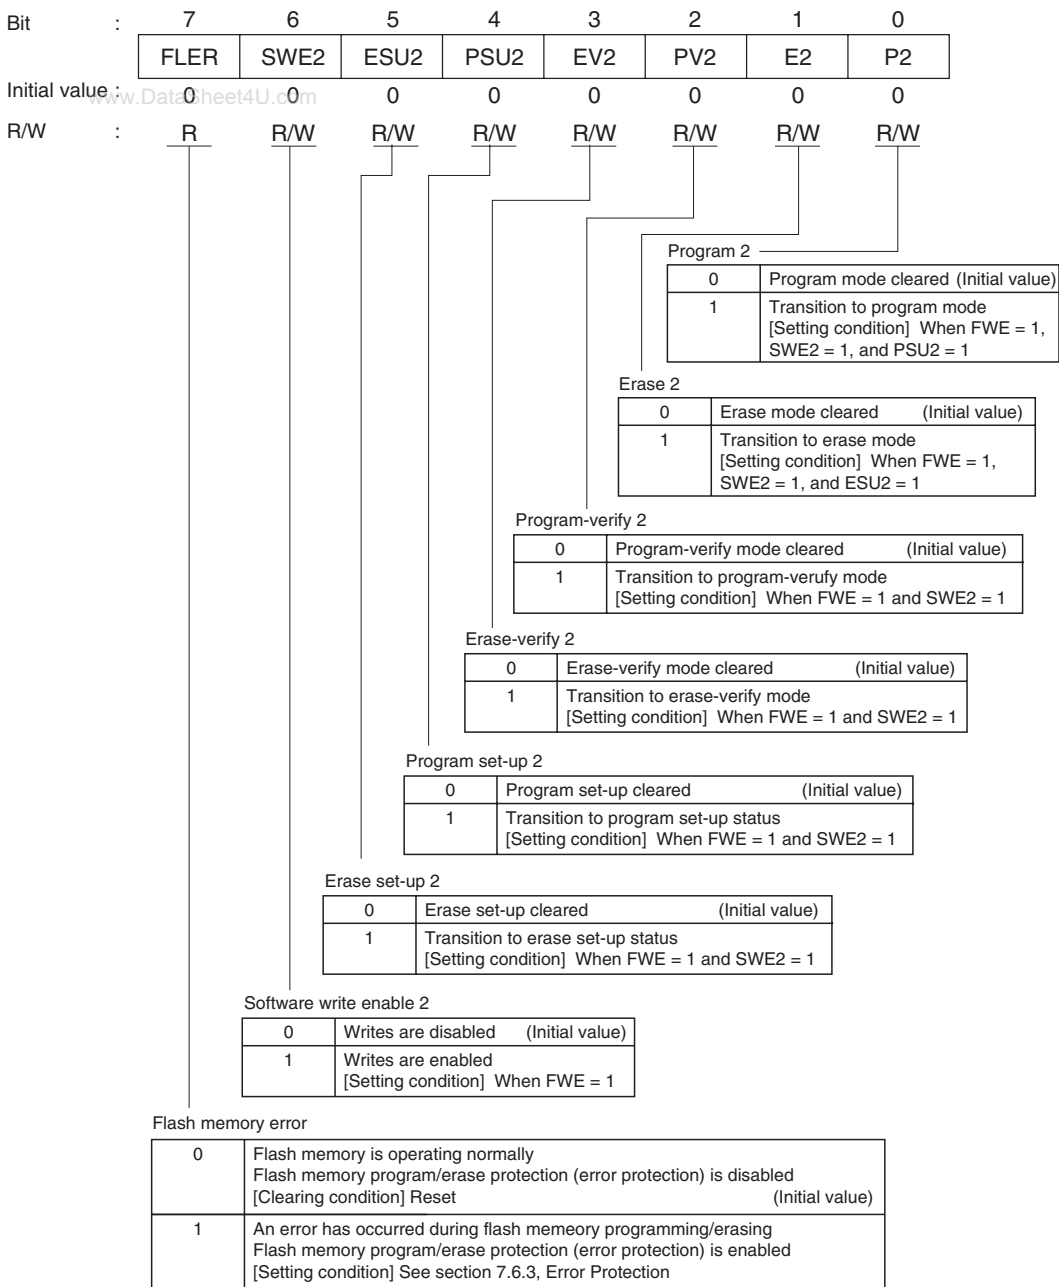 Bit : 7 6 5 4 3 2 1 0
FLER SWE2 ESU2 PSU2 EV2 PV2 E2 P2
Initial value : 0 0 0 0 0 0 0 0
www.DataSheet4U.com
R/W : R R/W R/W R/W R/W R/W R/W R/W
Program 2
0 Program mode cleared (Initial value)
1 Transition to program mode
[Setting condition] When FWE = 1,
SWE2 = 1, and PSU2 = 1
Erase 2
0 Erase mode cleared (Initial value)
1 Transition to erase mode
[Setting condition] When FWE = 1,
SWE2 = 1, and ESU2 = 1
Program-verify 2
0 Program-verify mode cleared (Initial value)
1 Transition to program-verufy mode
[Setting condition] When FWE = 1 and SWE2 = 1
Erase-verify 2
0 Erase-verify mode cleared (Initial value)
1 Transition to erase-verify mode
[Setting condition] When FWE = 1 and SWE2 = 1
Program set-up 2
0 Program set-up cleared (Initial value)
1 Transition to program set-up status
[Setting condition] When FWE = 1 and SWE2 = 1
Erase set-up 2
0 Erase set-up cleared (Initial value)
1 Transition to erase set-up status
[Setting condition] When FWE = 1 and SWE2 = 1
Software write enable 2
0 Writes are disabled (Initial value)
1 Writes are enabled
[Setting condition] When FWE = 1
Flash memory error
0 Flash memory is operating normally
Flash memory program/erase protection (error protection) is disabled
[Clearing condition] Reset (Initial value)
1 An error has occurred during flash memeory programming/erasing
Flash memory program/erase protection (error protection) is enabled
[Setting condition] See section 7.6.3, Error Protection